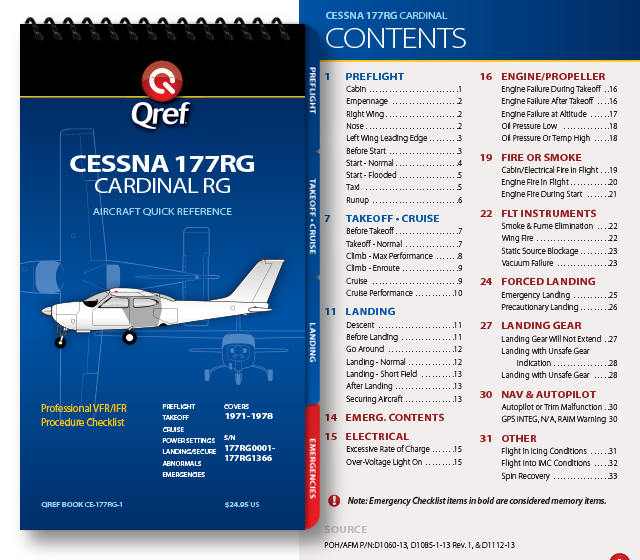 Qref
CESSNA 177RG
CARDINAL RG
AIRCRAFT QUICK REFERENCE
Professional VFR/IFR
Procedure Checklist
PREFLIGHT
TAKEOFF
CRUISE
POWER SETTINGS
LANDING/SECURE
ABNORMALS
EMERGENCIES
COVERS
1971-1978
S/N
177RG0001-
177RG1366
QREF BOOK CE-177RG-1
$24.95 US
PREFLIGHT
TAKEOFF • CRUISE
LANDING
EMERGENCIES
CESSNA 177RG CARDINAL
CONTENTS
1 PREFLIGHT
Cabin ........................1
Empennage ..................2
Right Wing ...................2
Nose .........................2
Left Wing Leading Edge ........3
Before Start ...................3
Start - Normal ................4
Start - Flooded ................5
Taxi ..........................5
Runup ........................6
7 TAKEOFF • CRUISE
Before Takeoff .................7
Takeoff - Normal ..............7
Climb - Max Performance ......8
Climb - Enroute ...............9
Cruise ........................9
Cruise Performance ...........10
11 LANDING
Descent ......................11
Before Landing ...............11
Go Around ...................12
Landing - Normal .............12
Landing - Short Field ..........13
After Landing .................13
Securing Aircraft ..............13
14 EMERG. CONTENTS
15 ELECTRICAL
Excessive Rate of Charge ......15
Over-Voltage Light On ........15
16 ENGINE/PROPELLER
Engine Failure During Takeoff ..16
Engine Failure After Takeoff ...16
Engine Failure at Altitude .....17
Oil Pressure Low .............18
Oil Pressure Or Temp High ....18
19 FIRE OR SMOKE
Cabin/Electrical Fire in Flight ...19
Engine Fire In Flight ..........20
Engine Fire During Start ......21
22 FLT INSTRUMENTS
Smoke & Fume Elimination ...22
Wing Fire ....................22
Static Source Blockage ........23
Vacuum Failure ..............23
24 FORCED LANDING
Emergency Landing ..........25
Precautionary Landing ........26
27 LANDING GEAR
Landing Gear Will Not Extend ..27
Landing with Unsafe Gear
Indication ................28
Landing with Unsafe Gear ....28
30 NAV & AUTOPILOT
Autopilot or Trim Malfunction ..30
GPS INTEG, N/A, RAIM Warning 30
31 OTHER
Flight In Icing Conditions .....31
Flight Into IMC Conditions ....32
Spin Recovery ................33
Note: Emergency Checklist items in bold are considered memory items.
SOURCE
POH/AFM P/N:D1060-13, D1085-1-13 Rev. 1, & D1112-13